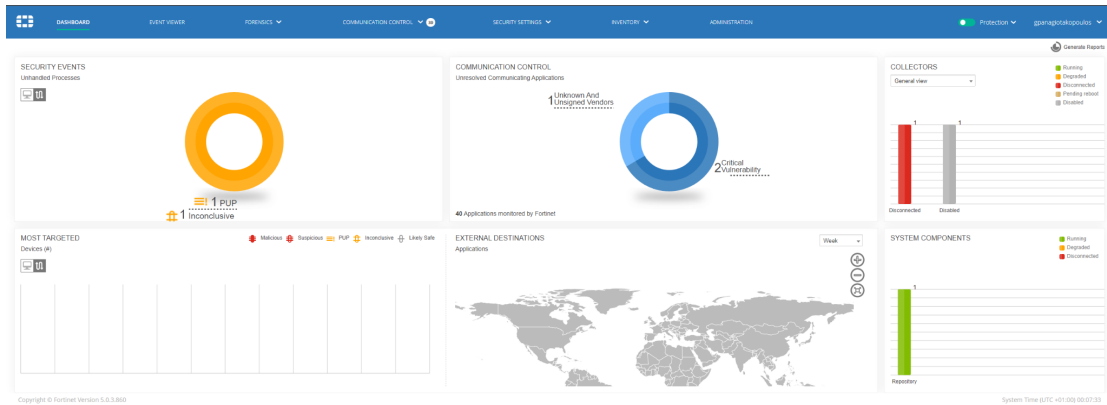 DASHBOARD EVENT VIEWER FORENSICS COMMUNICATION CONTROL SECURITY SETTINGS INVENTORY ADMINISTRATION Protection gpanagiotakopoulos
Generate Reports
SECURITY EVENTS
Unhandled Processes
1 PUP
1 Inconclusive
COMMUNICATION CONTROL
Unresolved Communicating Applications
1 Unknown And
Unsigned Vendors
2 Critical
Vulnerability
40 Applications monitored by Fortinet
COLLECTORS
General view
Running
Degraded
Disconnected
Pending reboot
Disabled
1 1
Disconnected Disabled
MOST TARGETED
Devices (#)
Malicious Suspicious PUP Inconclusive Likely Safe
EXTERNAL DESTINATIONS
Applications
Week
SYSTEM COMPONENTS
Running
Degraded
Disconnected
1
Repository
Copyright © Fortinet Version 5.0.3.860
System Time (UTC +01:00) 00:07:33